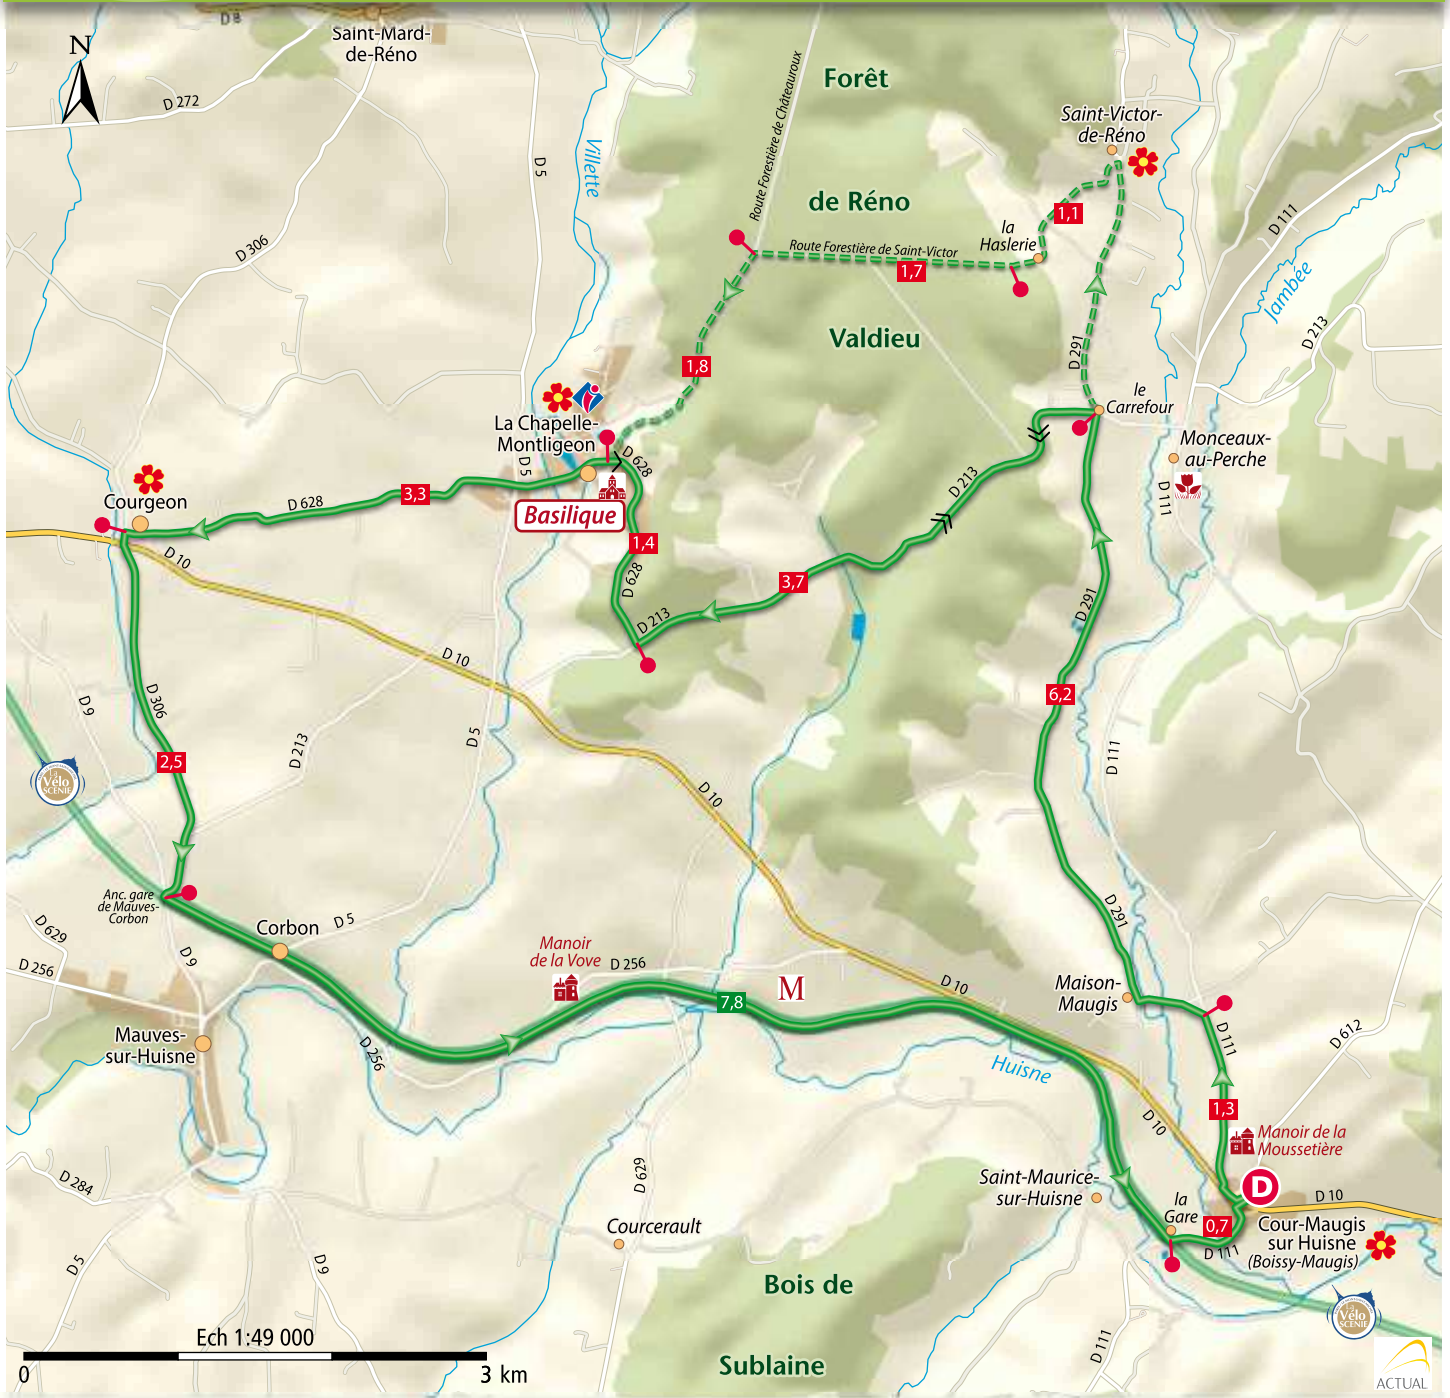 D 8
Saint-Mard-
de-Réno
N
D 272
D 5
Villette
D 306
Route Forestière de Châteauroux
Forêt
de Réno
Valdieu
Route Forestière de Saint-Victor
1,7
la
Haslerie
1,1
Saint-Victor-
de-Réno
D 111
Jambée
D 213
D 291
1,8
le
Carrefour
Monceaux-
au-Perche
D 111
La Chapelle-
Montligeon
D 5
D 628
Basilique
Courgeon
D 628
3,3
D 10
1,4
D 628
D 213
3,7
D 213
D 291
6,2
D 10
D 306
D 9
D 213
D 5
2,5
La
Vélo
SCÉNIE
D 10
D 111
D 291
Anc. gare
de Mauves-
Corbon
Corbon
D 5
D 629
D 256
D 9
Manoir
de la Vove
D 256
M
7,8
D 10
Maison-
Maugis
D 111
D 612
Mauves-
sur-Huisne
D 256
Huisne
D 10
1,3
Manoir de la
Moussetière
D
D 10
Saint-Maurice-
sur-Huisne
la
Gare
0,7
D 111
Cour-Maugis
sur Huisne
(Boissy-Maugis)
D 284
D 5
D 9
D 629
Courcerault
Bois de
Sublaine
D 111
La
Vélo
SCÉNIE
Ech 1:49 000
0
3 km
ACTUAL